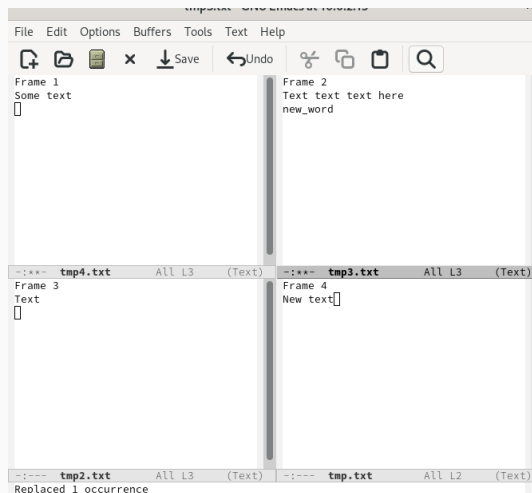 File Edit Options Buffers Tools Text Help
Save Undo
Frame 1
Some text
-:**- tmp4.txt All L3 (Text)
Frame 2
Text text text here
new_word
-:**- tmp3.txt All L3 (Text)
Frame 3
Text
-:--- tmp2.txt All L3 (Text)
Frame 4
New text
-:--- tmp.txt All L2 (Text)
Replaced 1 occurrence